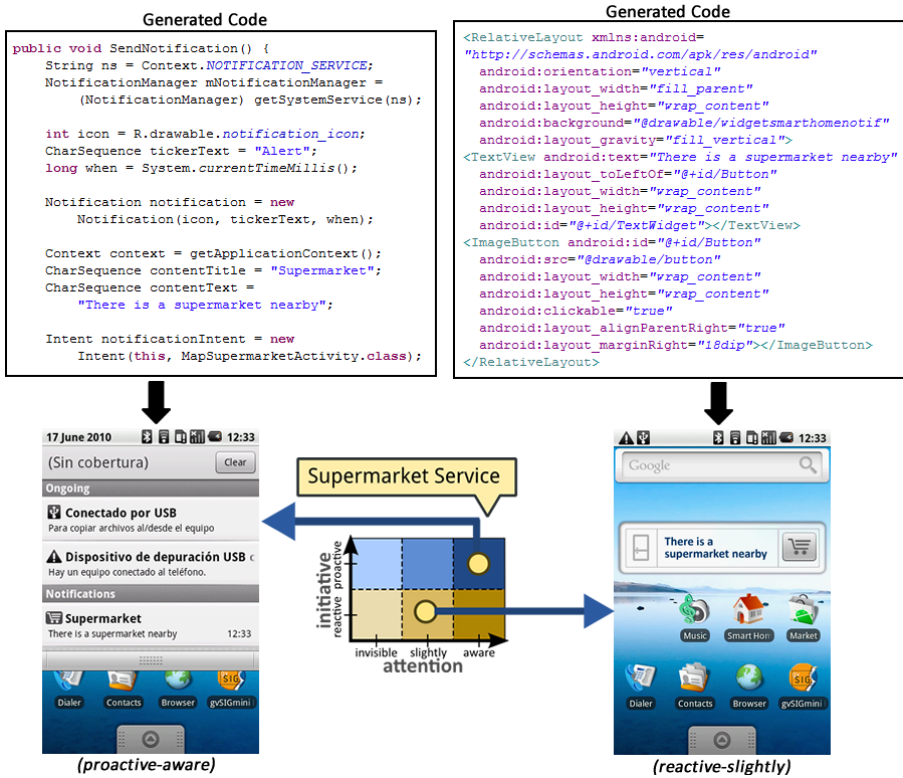 Generated Code
public void SendNotification() {
String ns = Context.NOTIFICATION_SERVICE;
NotificationManager mNotificationManager =
(NotificationManager) getSystemService(ns);
int icon = R.drawable.notification_icon;
CharSequence tickerText = "Alert";
long when = System.currentTimeMillis();
Notification notification = new
Notification(icon, tickerText, when);
Context context = getApplicationContext();
CharSequence contentTitle = "Supermarket";
CharSequence contentText =
"There is a supermarket nearby";
Intent notificationIntent = new
Intent(this, MapSupermarketActivity.class);
Generated Code
<RelativeLayout xmlns:android=
"http://schemas.android.com/apk/res/android"
android:orientation="vertical"
android:layout_width="fill_parent"
android:layout_height="wrap_content"
android:background="@drawable/widgetsmarthomenotif"
android:layout_gravity="fill_vertical">
<TextView android:text="There is a supermarket nearby"
android:layout_toLeftOf="@+id/Button"
android:layout_width="wrap_content"
android:layout_height="wrap_content"
android:id="@+id/TextWidget"></TextView>
<ImageButton android:id="@+id/Button"
android:src="@drawable/button"
android:layout_width="wrap_content"
android:layout_height="wrap_content"
android:clickable="true"
android:layout_alignParentRight="true"
android:layout_marginRight="18dip"></ImageButton>
</RelativeLayout>
17 June 2010 12:33
(Sin cobertura) Clear
Ongoing
Conectado por USB
Para copiar archivos al/desde el equipo
Dispositivo de depuración USB c
Hay un equipo conectado al teléfono.
Notifications
Supermarket
There is a supermarket nearby 12:33
Dialer Contacts Browser gvSIGmini
(proactive-aware)
Supermarket Service
initiative
proactive
reactive
invisible slightly aware
attention
12:33
Google
There is a
supermarket nearby
Music Smart Hom Market
Dialer Contacts Browser gvSIGmini
(reactive-slightly)